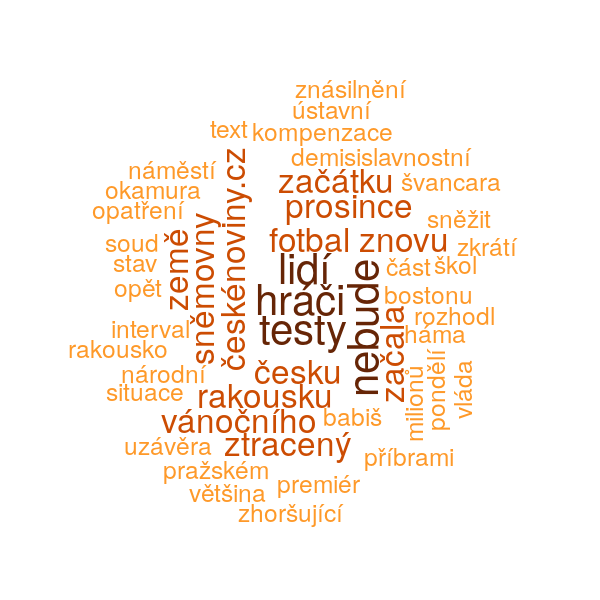 znásilnění
ústavní
text kompenzace
demisi slavnostní
náměstí
začátku švancara
okamura
opatření
prosince
sněžit
fotbal znovu zkrátí
soud
země
sněmovny
českénoviny.cz
lidí
stav
část škol
opět
hráči
nebude
bostonu
interval
testy
začala
rozhodl
háma
rakousko
národní
česku
situace
rakousku
milionů
pondělí
vláda
vánočního babiš
uzávěra ztracený
příbrami
pražském
většina premiér
zhoršující